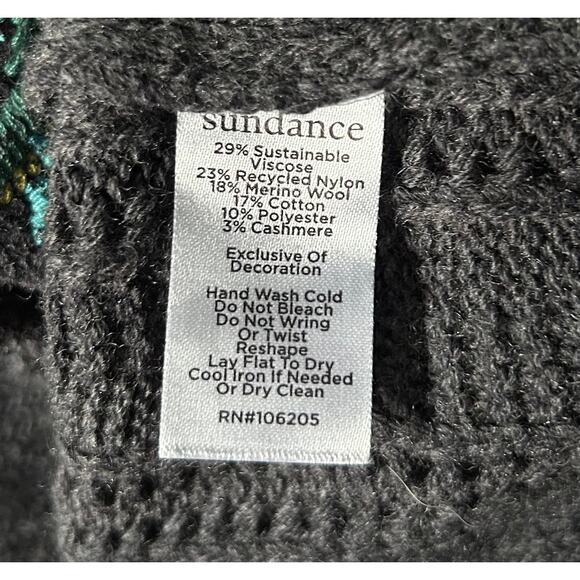 sundance
29% Sustainable
Viscose
23% Recycled Nylon
18% Merino Wool
17% Cotton
10% Polyester
3% Cashmere
Exclusive Of
Decoration
Hand Wash Cold
Do Not Bleach
Do Not Wring
Or Twist
Reshape
Lay Flat To Dry
Cool Iron If Needed
Or Dry Clean
RN#106205